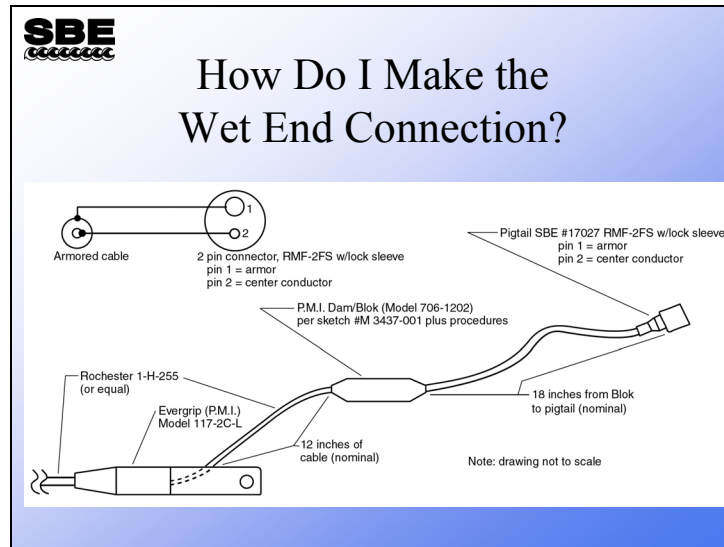 SBE
How Do I Make the
Wet End Connection?
1
2
Armored cable
2 pin connector, RMF-2FS w/lock sleeve
pin 1 = armor
pin 2 = center conductor
Pigtail SBE #17027 RMF-2FS w/lock sleeve
pin 1 = armor
pin 2 = center conductor
P.M.I. Dam/Blok (Model 706-1202)
per sketch #M 3437-001 plus procedures
Rochester 1-H-255
(or equal)
Evergrip (P.M.I.)
Model 117-2C-L
18 inches from Blok
to pigtail (nominal)
12 inches of
cable (nominal)
Note: drawing not to scale